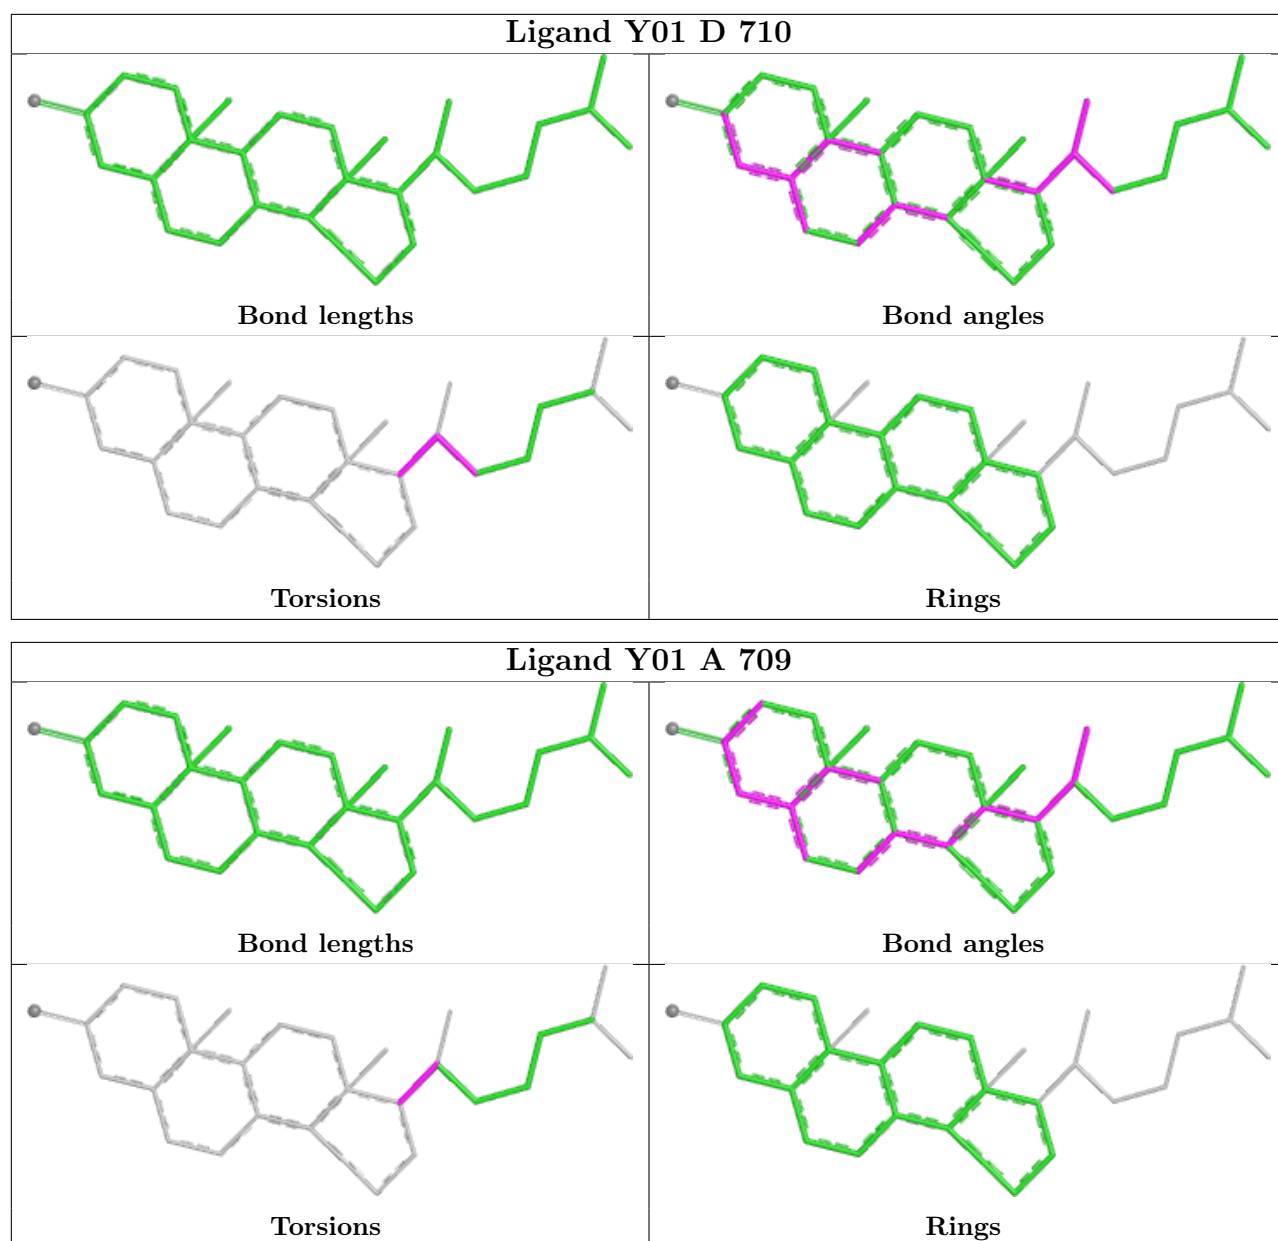 Ligand Y01 D 710
Bond lengths
Bond angles
Torsions
Rings
Ligand Y01 A 709
Bond lengths
Bond angles
Torsions
Rings